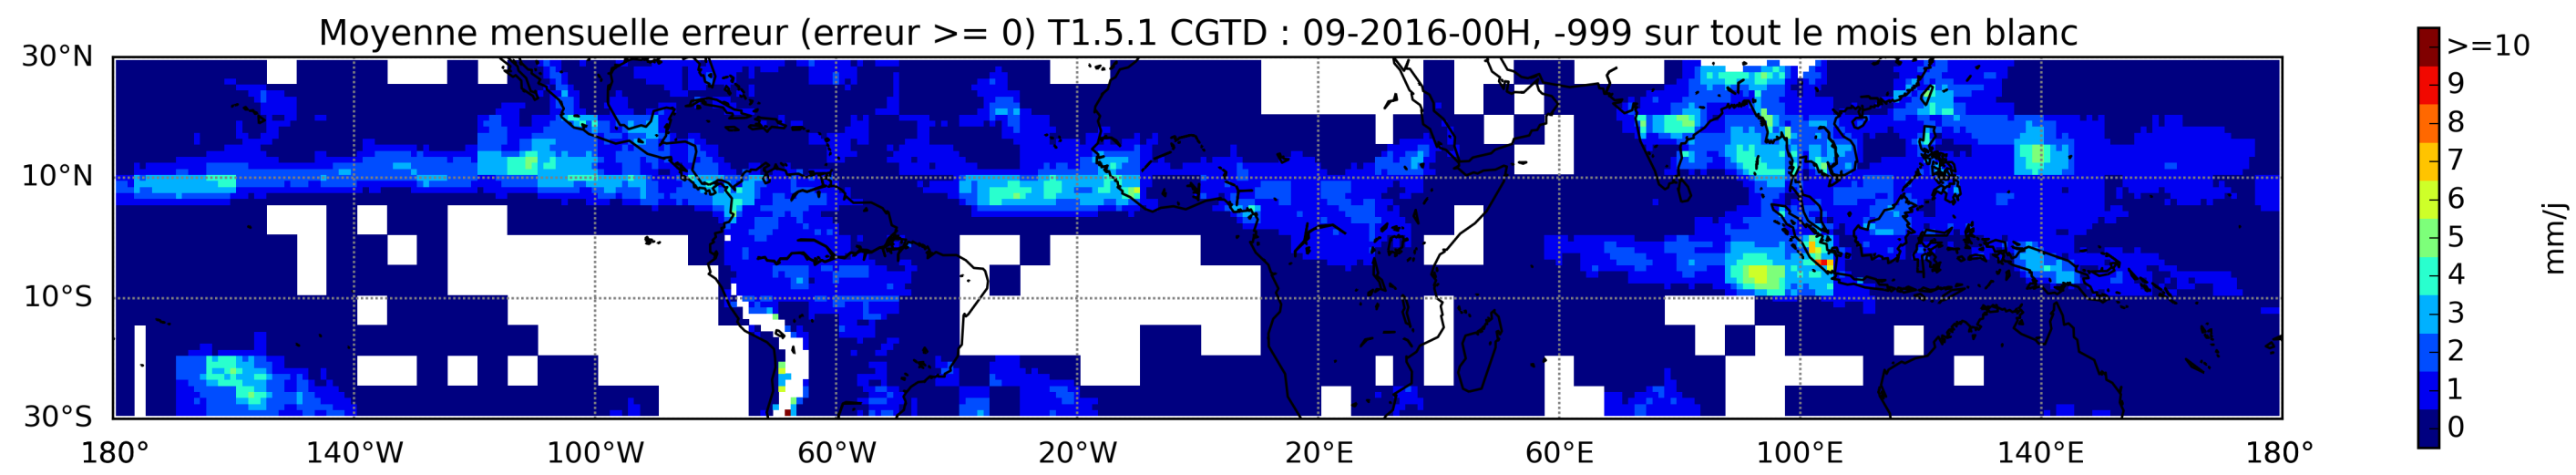 Moyenne mensuelle erreur (erreur >= 0) T1.5.1 CGTD : 09-2016-00H, -999 sur tout le mois en blanc
30°N
10°N
10°S
30°S
180° 140°W 100°W 60°W 20°W 20°E 60°E 100°E 140°E 180°
>=10
9
8
7
6
5
4
3
2
1
0
mm/j